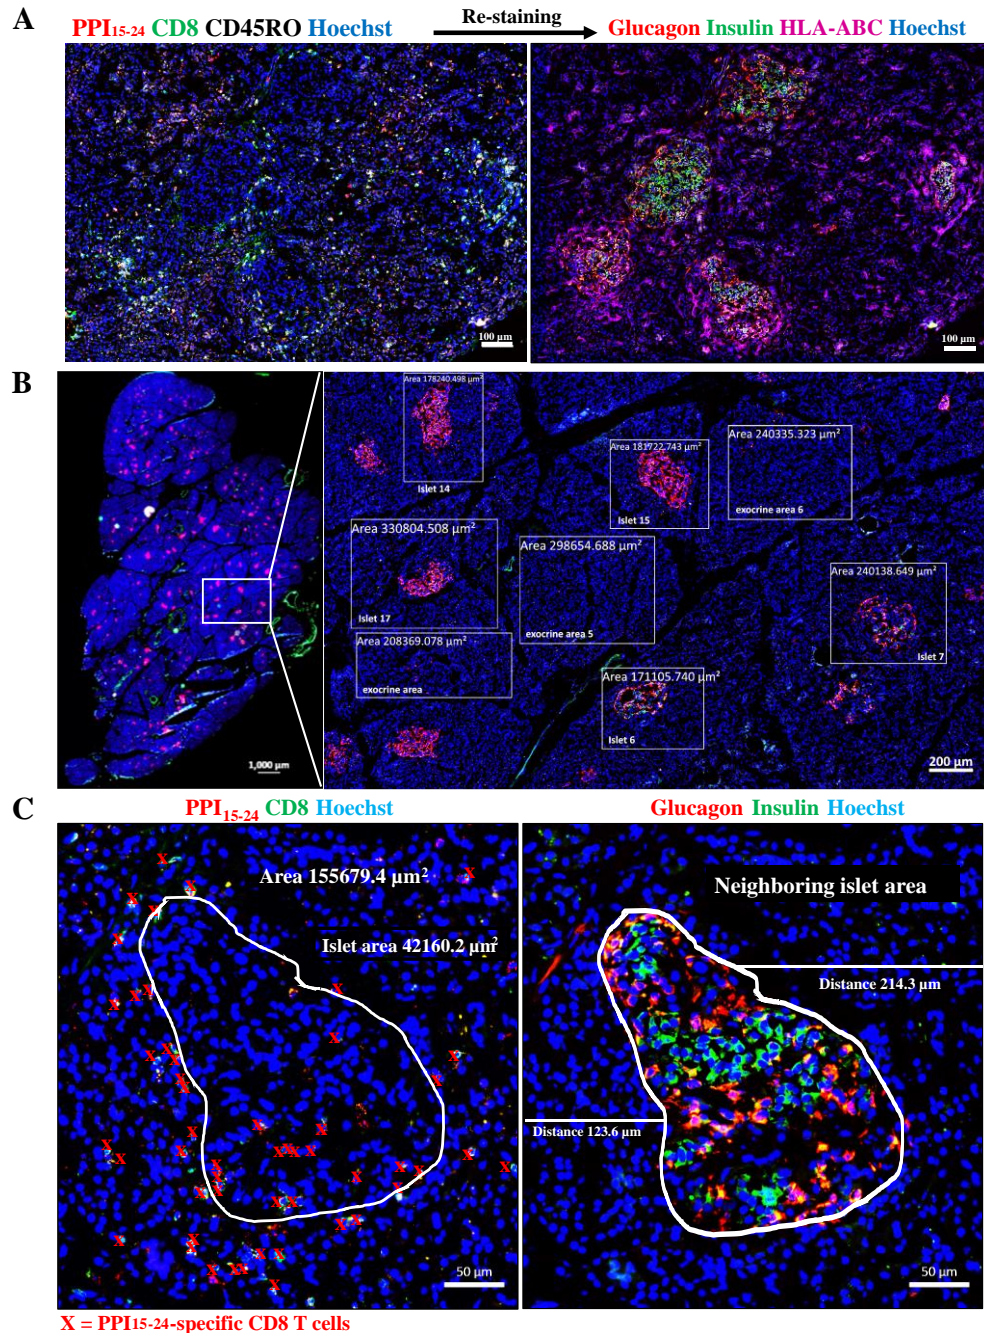 A
PPI15-24 CD8 CD45RO Hoechst
Re-staining
Glucagon Insulin HLA-ABC Hoechst
100 µm
100 µm
B
1,000 µm
Area 178240.498 µm²
Islet 14
Area 181722.743 µm²
Islet 15
Area 240335.323 µm²
exocrine area 6
Area 330804.508 µm²
Islet 17
Area 298654.688 µm²
exocrine area 5
Area 240138.649 µm²
Islet 7
Area 208369.078 µm²
exocrine area
Area 171105.740 µm²
Islet 6
200 µm
C
PPI15-24 CD8 Hoechst
Glucagon Insulin Hoechst
Area 155679.4 µm²
Islet area 42160.2 µm²
50 µm
Neighboring islet area
Distance 214.3 µm
Distance 123.6 µm
50 µm
X = PPI15-24-specific CD8 T cells